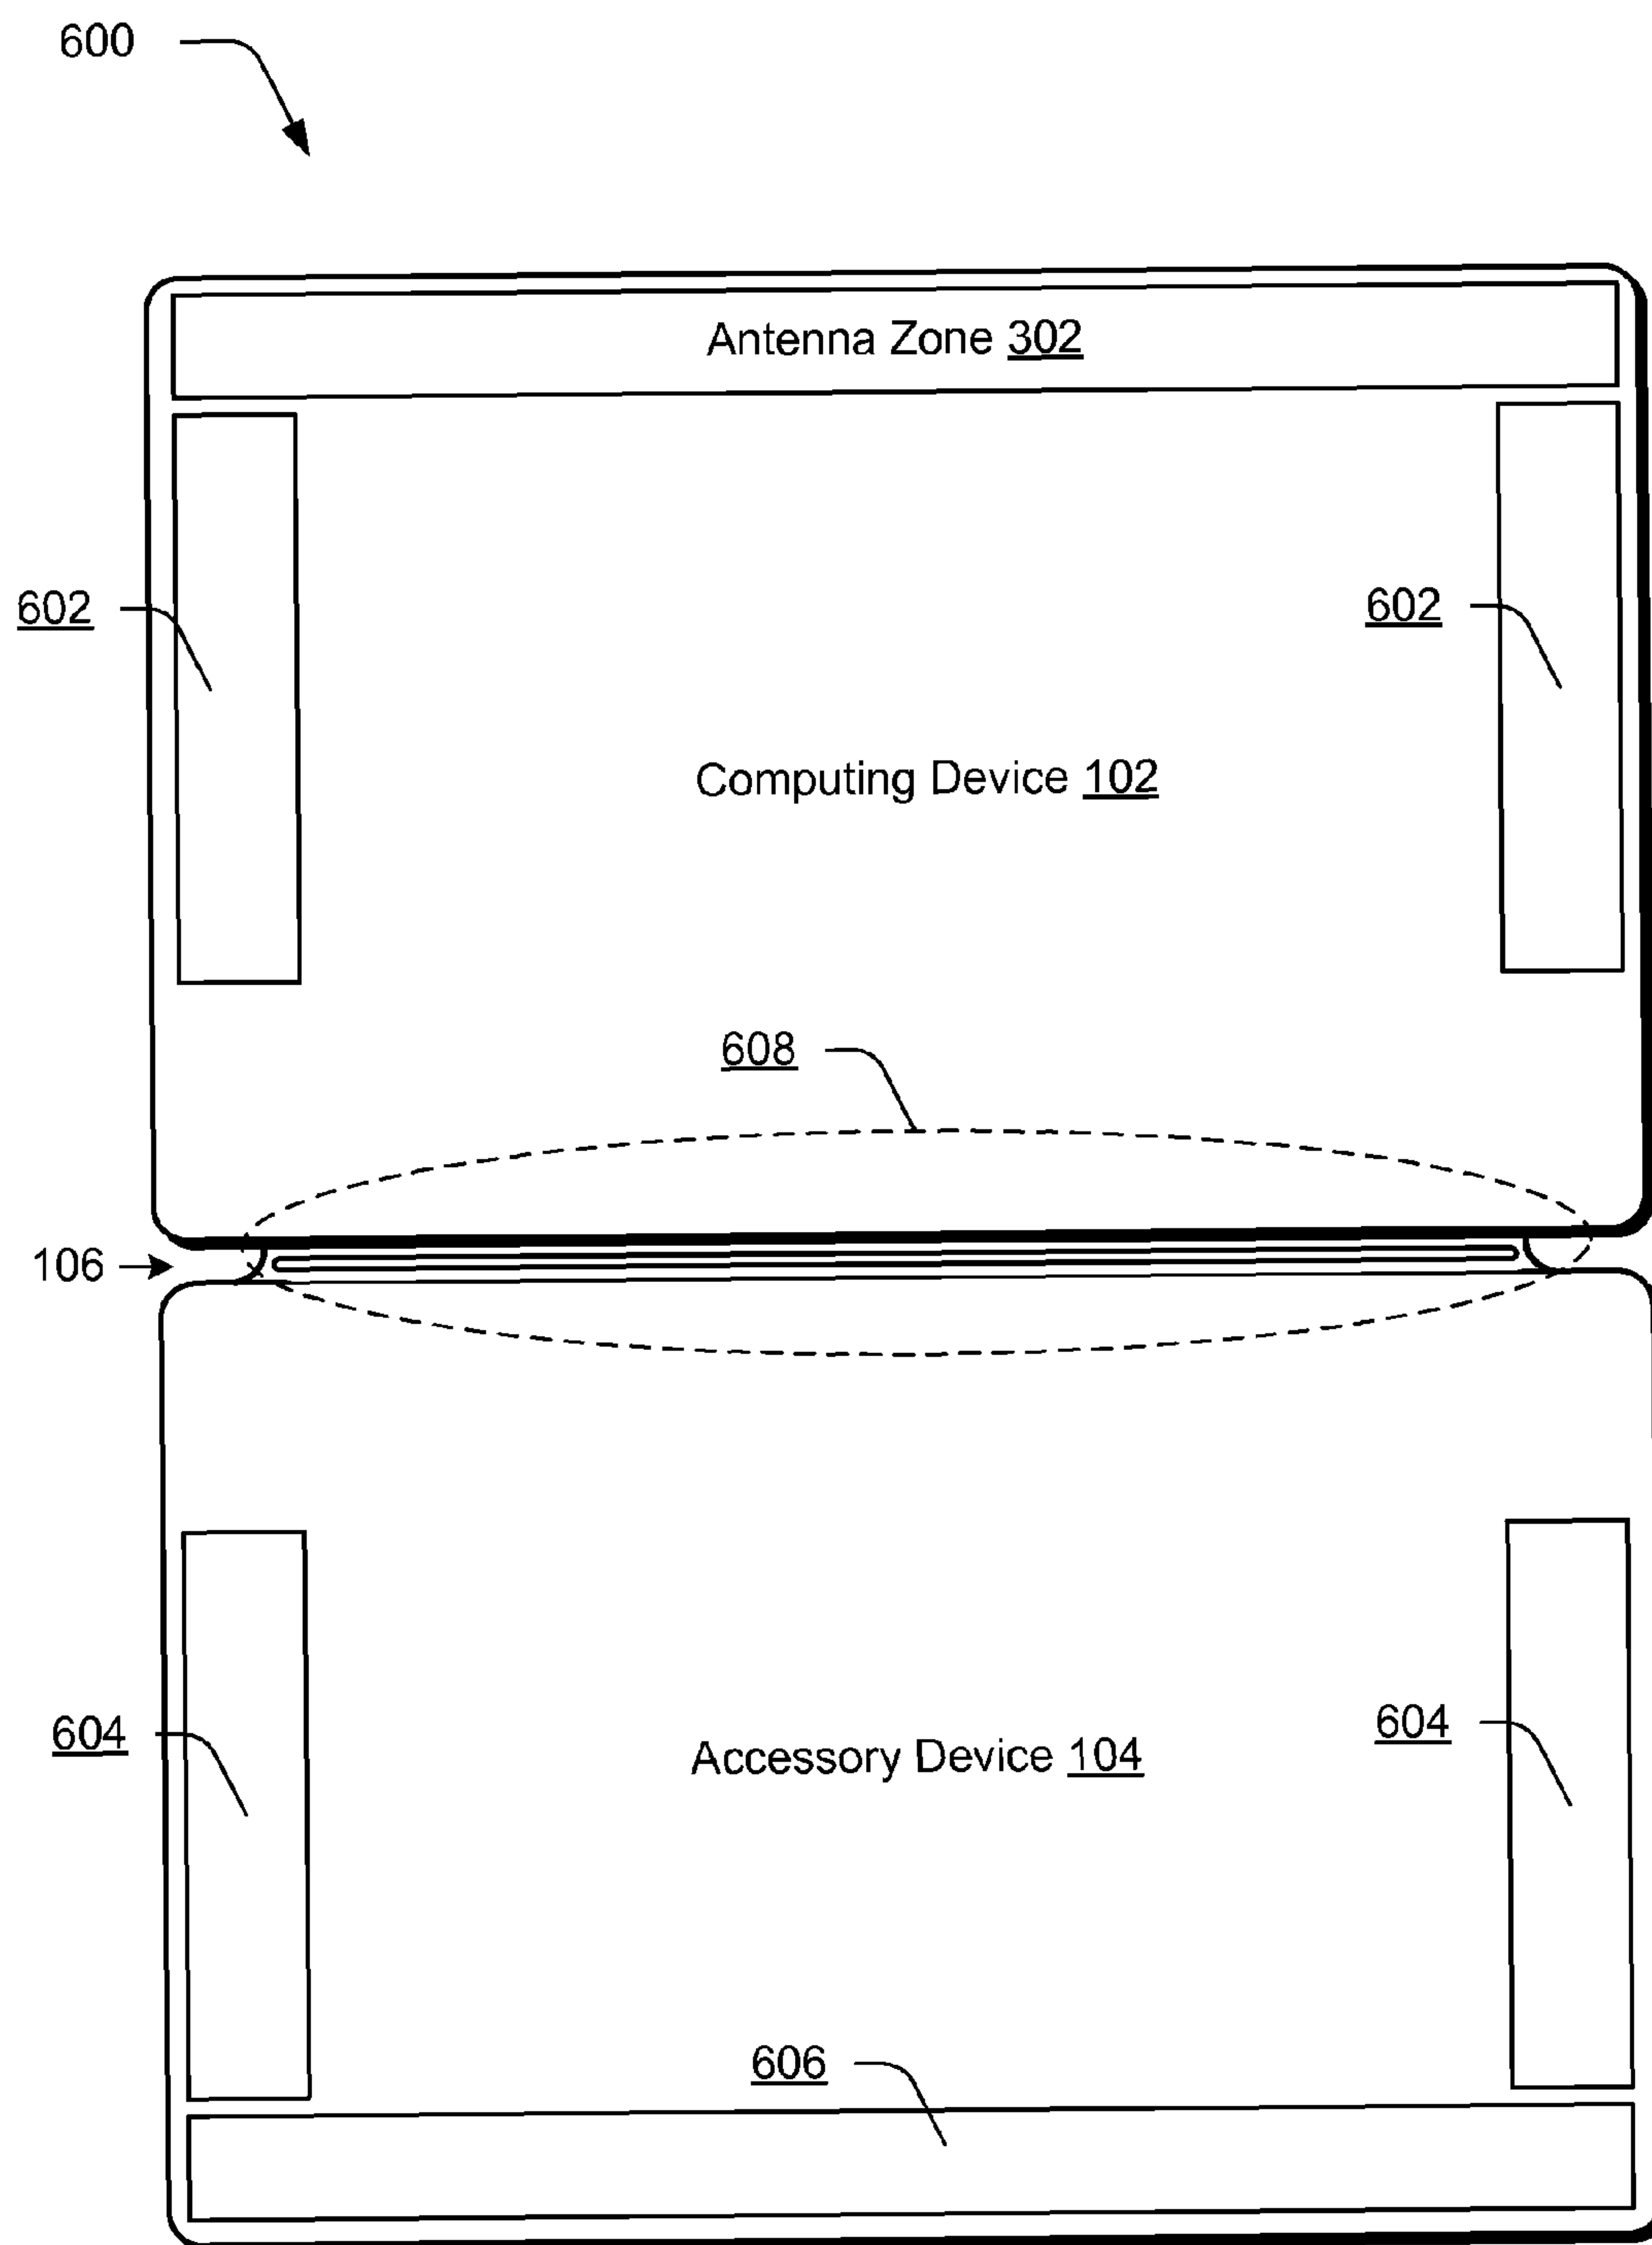 600
Antenna Zone 302
602
602
Computing Device 102
608
106
604
604
Accessory Device 104
606